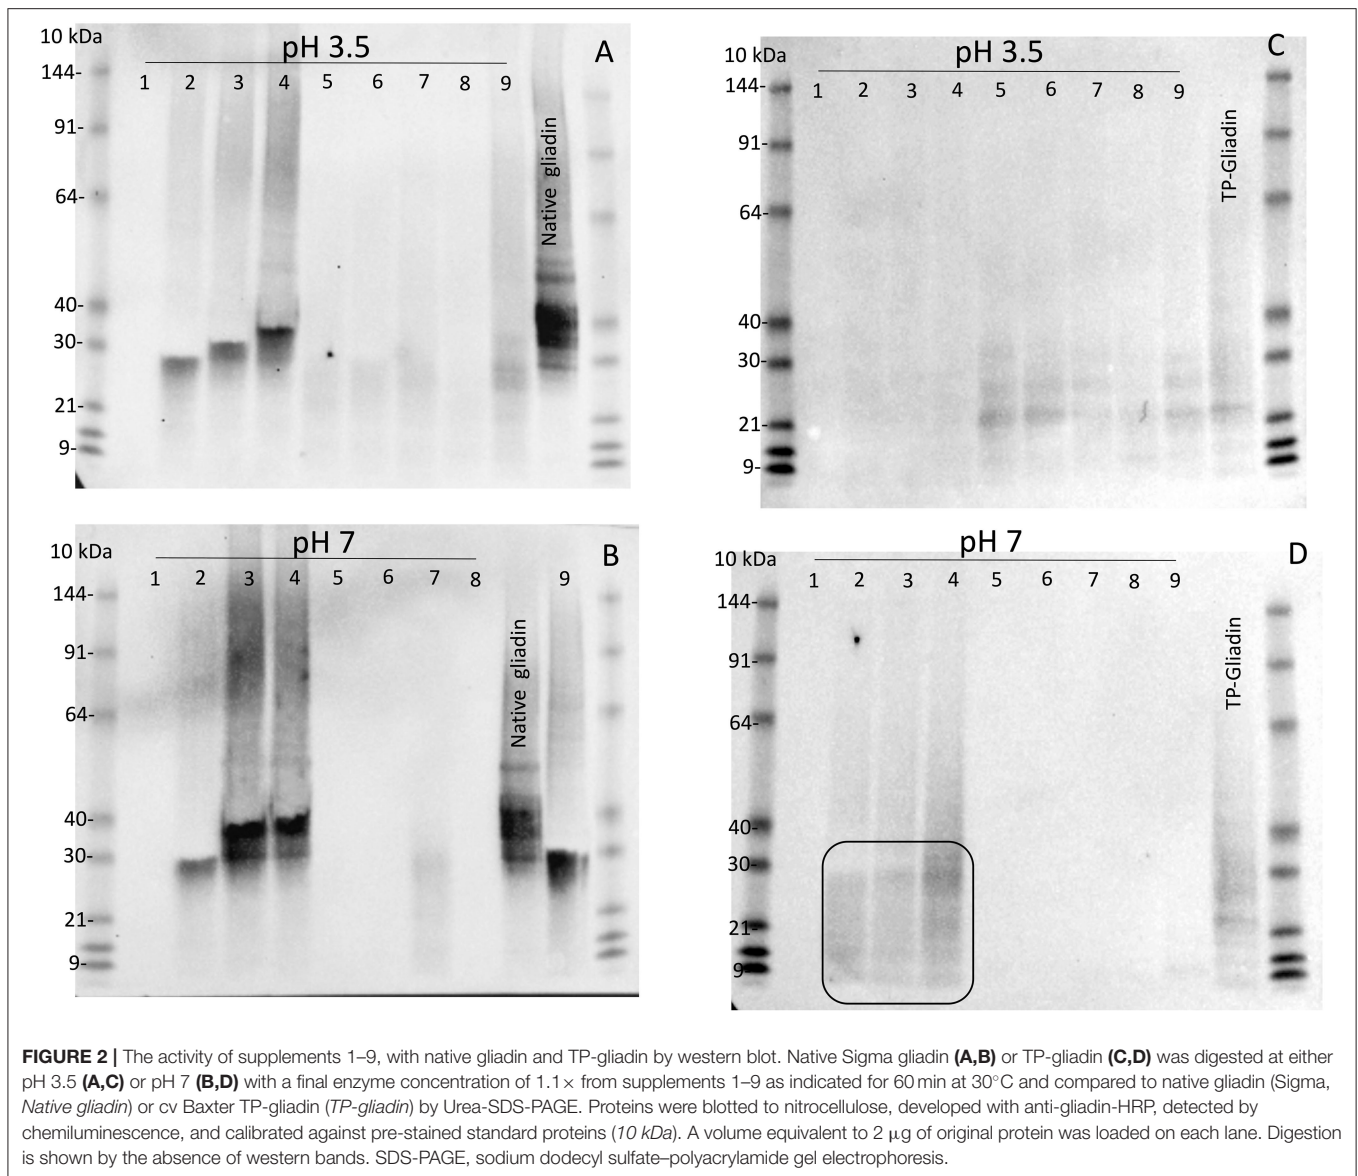 10 kDa
pH 3.5
A
144-
1 2 3 4 5 6 7 8 9
91-
64-
40-
30-
21-
9-
Native gliadin
10 kDa
pH 3.5
C
144-
1 2 3 4 5 6 7 8 9
91-
64-
40-
30-
21-
9-
TP-Gliadin
10 kDa
pH 7
B
144-
1 2 3 4 5 6 7 8 9
91-
64-
40-
30-
21-
9-
Native gliadin
10 kDa
pH 7
D
144-
1 2 3 4 5 6 7 8 9
91-
64-
40-
30-
21-
9-
TP-Gliadin
FIGURE 2 | The activity of supplements 1–9, with native gliadin and TP-gliadin by western blot. Native Sigma gliadin (A,B) or TP-gliadin (C,D) was digested at either
pH 3.5 (A,C) or pH 7 (B,D) with a final enzyme concentration of 1.1× from supplements 1–9 as indicated for 60 min at 30°C and compared to native gliadin (Sigma,
Native gliadin) or cv Baxter TP-gliadin (TP-gliadin) by Urea-SDS-PAGE. Proteins were blotted to nitrocellulose, developed with anti-gliadin-HRP, detected by
chemiluminescence, and calibrated against pre-stained standard proteins (10 kDa). A volume equivalent to 2 μg of original protein was loaded on each lane. Digestion
is shown by the absence of western bands. SDS-PAGE, sodium dodecyl sulfate–polyacrylamide gel electrophoresis.